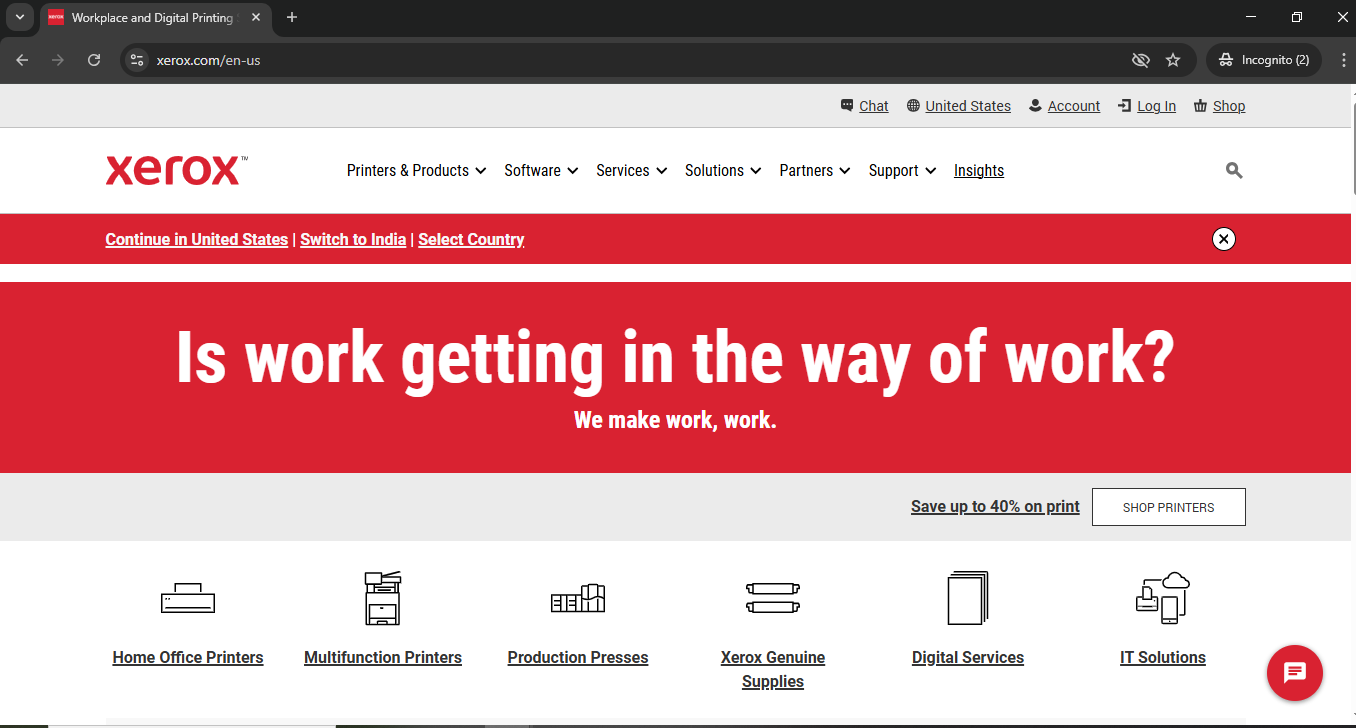 xerox
Workplace and Digital Printing
xerox.com/en-us
Incognito (2)
Chat
United States
Account
Log In
Shop
xerox™
Printers & Products
Software
Services
Solutions
Partners
Support
Insights
Continue in United States | Switch to India | Select Country
Is work getting in the way of work?
We make work, work.
Save up to 40% on print
SHOP PRINTERS
Home Office Printers
Multifunction Printers
Production Presses
Xerox Genuine
Supplies
Digital Services
IT Solutions